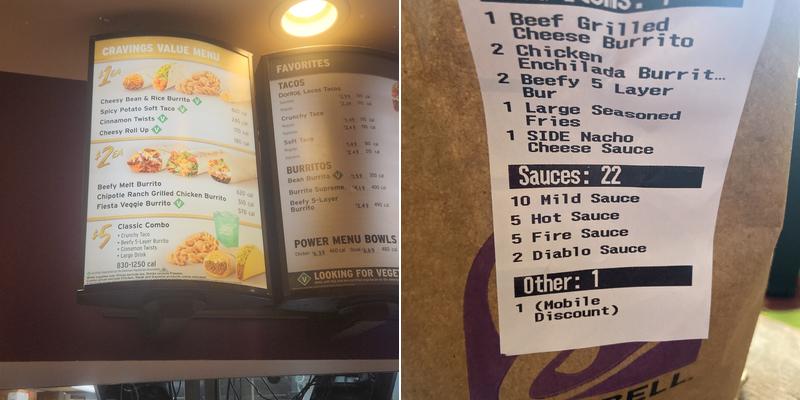 CRAVINGS VALUE MENU
$1 EA
Cheesy Bean & Rice Burrito V
Spicy Potato Soft Taco V
Cinnamon Twists V
Cheesy Roll Up V
$2 EA
Beefy Melt Burrito
Chipotle Ranch Grilled Chicken Burrito
Fiesta Veggie Burrito V
$5
Classic Combo
• Crunchy Taco
• Beefy 5-Layer Burrito
• Cinnamon Twists
• Large Drink
830-1250 cal
FAVORITES
TACOS
Doritos Locos Tacos
Crunchy Taco
Soft Taco
BURRITOS
Bean Burrito V
Burrito Supreme
Beefy 5-Layer
Burrito
POWER MENU BOWLS
V LOOKING FOR VEGET
1 Beef Grilled
Cheese Burrito
2 Chicken
Enchilada Burrit...
2 Beefy 5 Layer
Bur
1 Large Seasoned
Fries
1 SIDE Nacho
Cheese Sauce
Sauces: 22
10 Mild Sauce
5 Hot Sauce
5 Fire Sauce
2 Diablo Sauce
Other: 1
1 (Mobile
Discount)
BELL